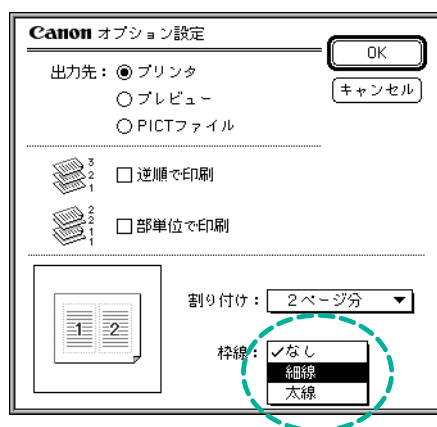 Canon オプション設定
OK
キャンセル
出力先： プリンタ
プレビュー
PICTファイル
3
2
1
逆順で印刷
2
2
1
1
部単位で印刷
1 2
割り付け： 2ページ分
枠線： ✓なし
細線
太線